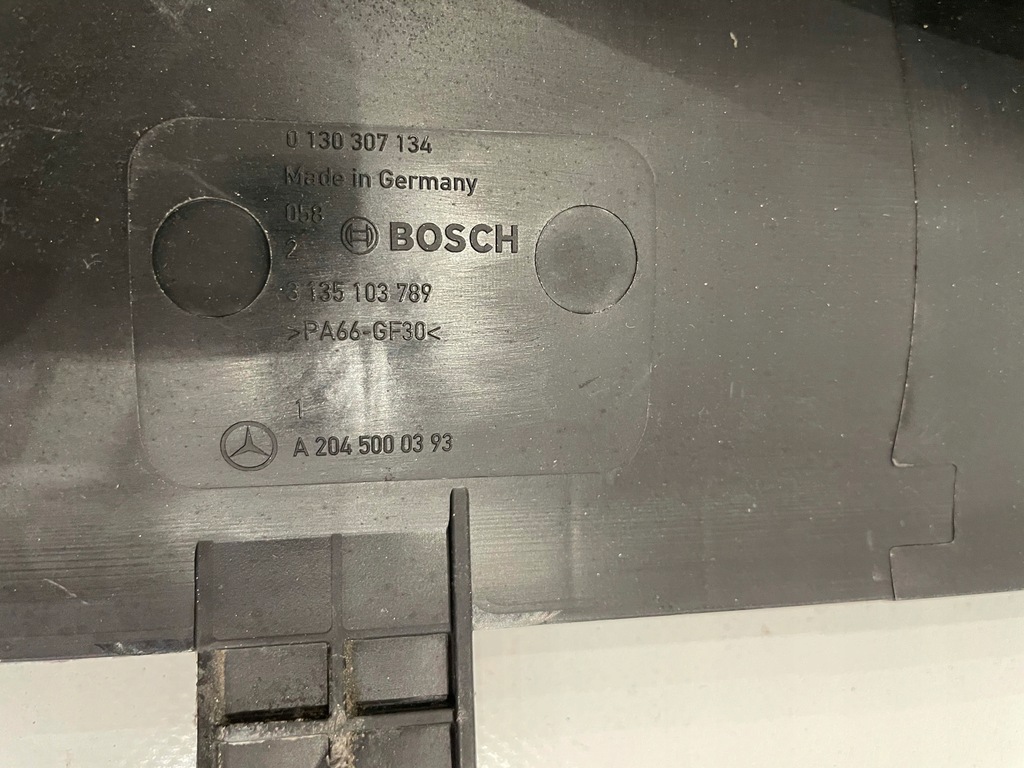 0 130 307 134
Made in Germany
058
2
BOSCH
3 135 103 789
>PA66-GF30<
1
A 204 500 03 93